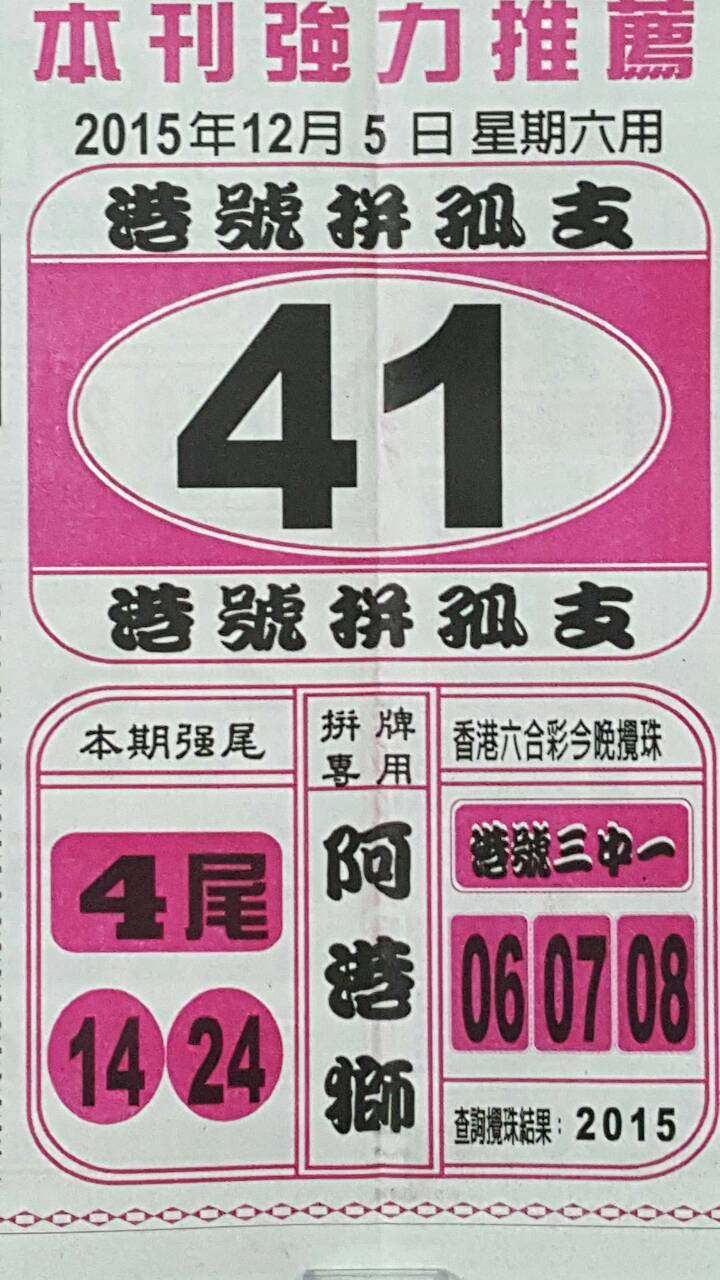 本刊強力推薦
2015年12月5日 星期六用
港號拼孤支
41
港號拼孤支
本期强尾
4尾
14 24
拼牌
專用
阿港獅
香港六合彩今晚攪珠
港號三中一
06 07 08
查詢攪珠結果：2015